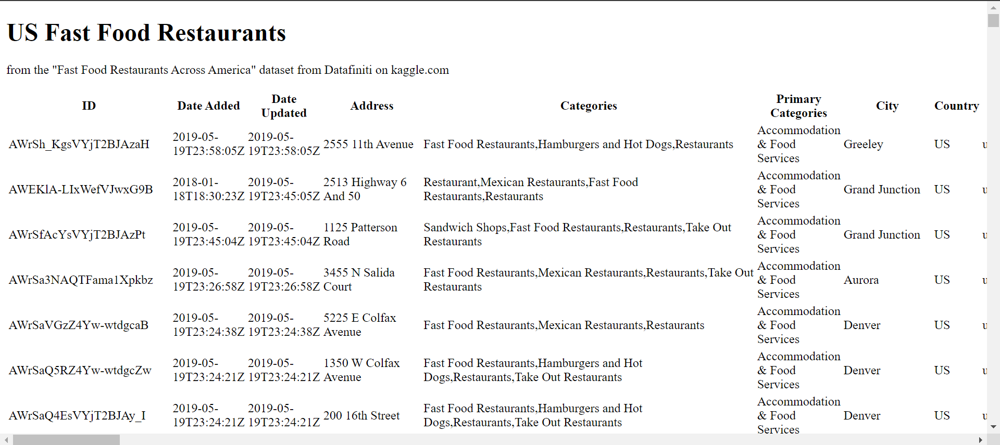 US Fast Food Restaurants
from the "Fast Food Restaurants Across America" dataset from Datafiniti on kaggle.com
ID Date Added Date Updated Address Categories Primary Categories City Country
AWrSh_KgsVYjT2BJAzaH 2019-05-19T23:58:05Z 2019-05-19T23:58:05Z 2555 11th Avenue Fast Food Restaurants,Hamburgers and Hot Dogs,Restaurants Accommodation & Food Services Greeley US u
AWEKlA-LIxWefVJwxG9B 2018-01-18T18:30:23Z 2019-05-19T23:45:05Z 2513 Highway 6 And 50 Restaurant,Mexican Restaurants,Fast Food Restaurants,Restaurants Accommodation & Food Services Grand Junction US u
AWrSfAcYsVYjT2BJAzPt 2019-05-19T23:45:04Z 2019-05-19T23:45:04Z 1125 Patterson Road Sandwich Shops,Fast Food Restaurants,Restaurants,Take Out Restaurants Accommodation & Food Services Grand Junction US u
AWrSa3NAQTFama1Xpkbz 2019-05-19T23:26:58Z 2019-05-19T23:26:58Z 3455 N Salida Court Fast Food Restaurants,Mexican Restaurants,Restaurants,Take Out Restaurants Accommodation & Food Services Aurora US u
AWrSaVGzZ4Yw-wtdgcaB 2019-05-19T23:24:38Z 2019-05-19T23:24:38Z 5225 E Colfax Avenue Fast Food Restaurants,Mexican Restaurants,Restaurants Accommodation & Food Services Denver US u
AWrSaQ5RZ4Yw-wtdgcZw 2019-05-19T23:24:21Z 2019-05-19T23:24:21Z 1350 W Colfax Avenue Fast Food Restaurants,Hamburgers and Hot Dogs,Restaurants,Take Out Restaurants Accommodation & Food Services Denver US u
AWrSaQ4EsVYjT2BJAy_I 2019-05-19T23:24:21Z 2019-05-19T23:24:21Z 200 16th Street Fast Food Restaurants,Hamburgers and Hot Dogs,Restaurants,Take Out Restaurants Accommodation & Food Services Denver US u